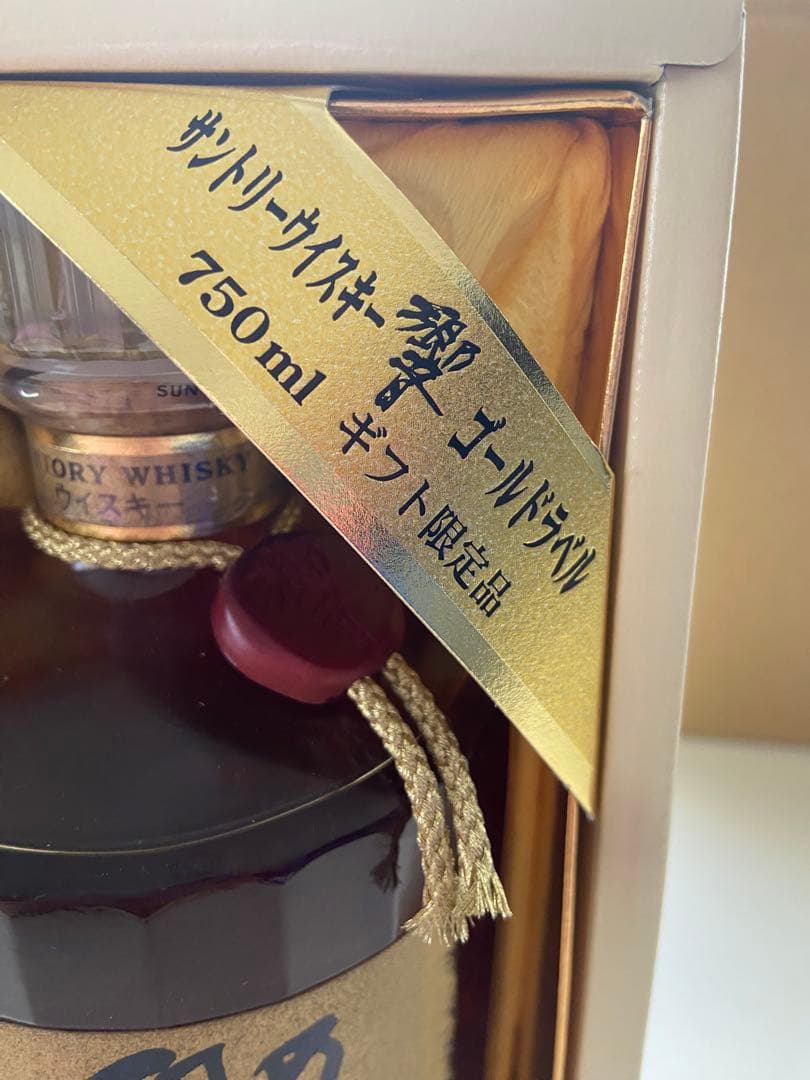 サントリーウイスキー 響 ゴールドラベル
750ml ギフト限定品
SUN
TORY WHISKY
ウイスキー